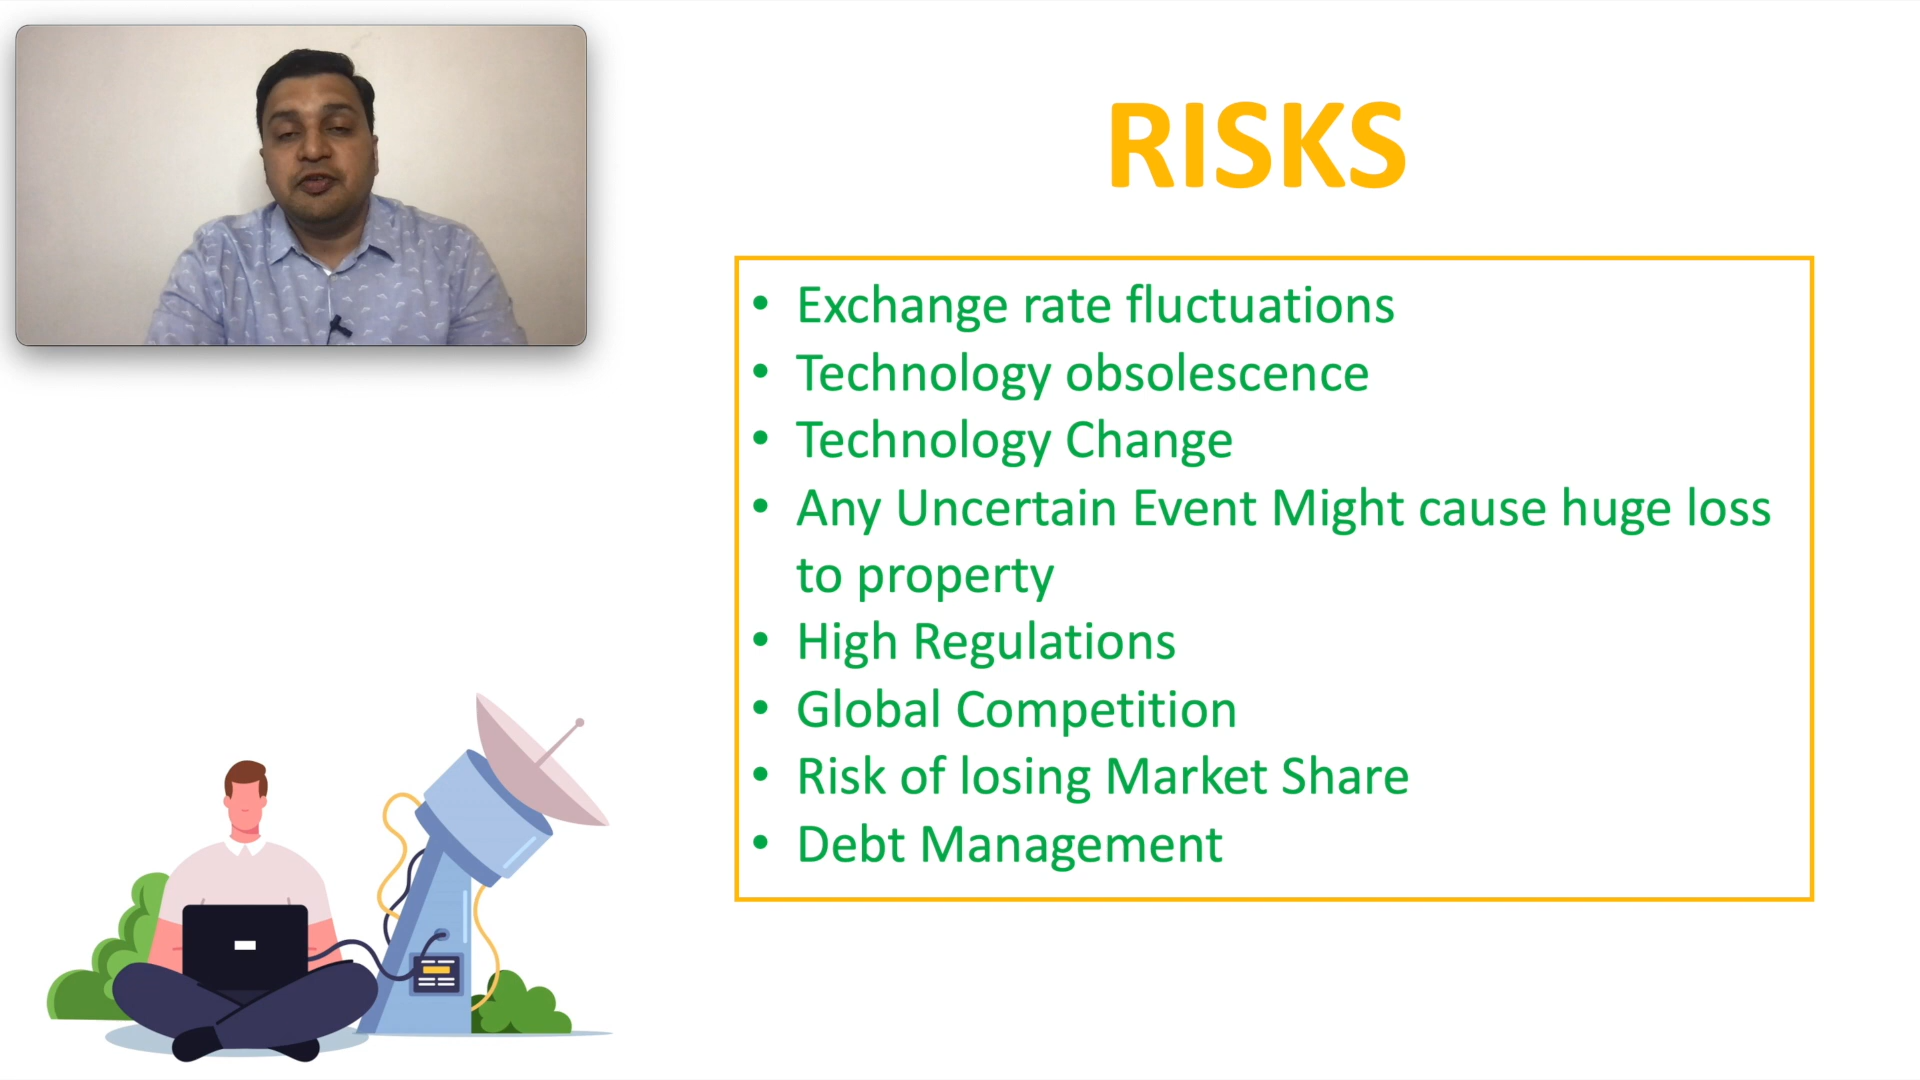 RISKS
• Exchange rate fluctuations
• Technology obsolescence
• Technology Change
• Any Uncertain Event Might cause huge loss
to property
• High Regulations
• Global Competition
• Risk of losing Market Share
• Debt Management